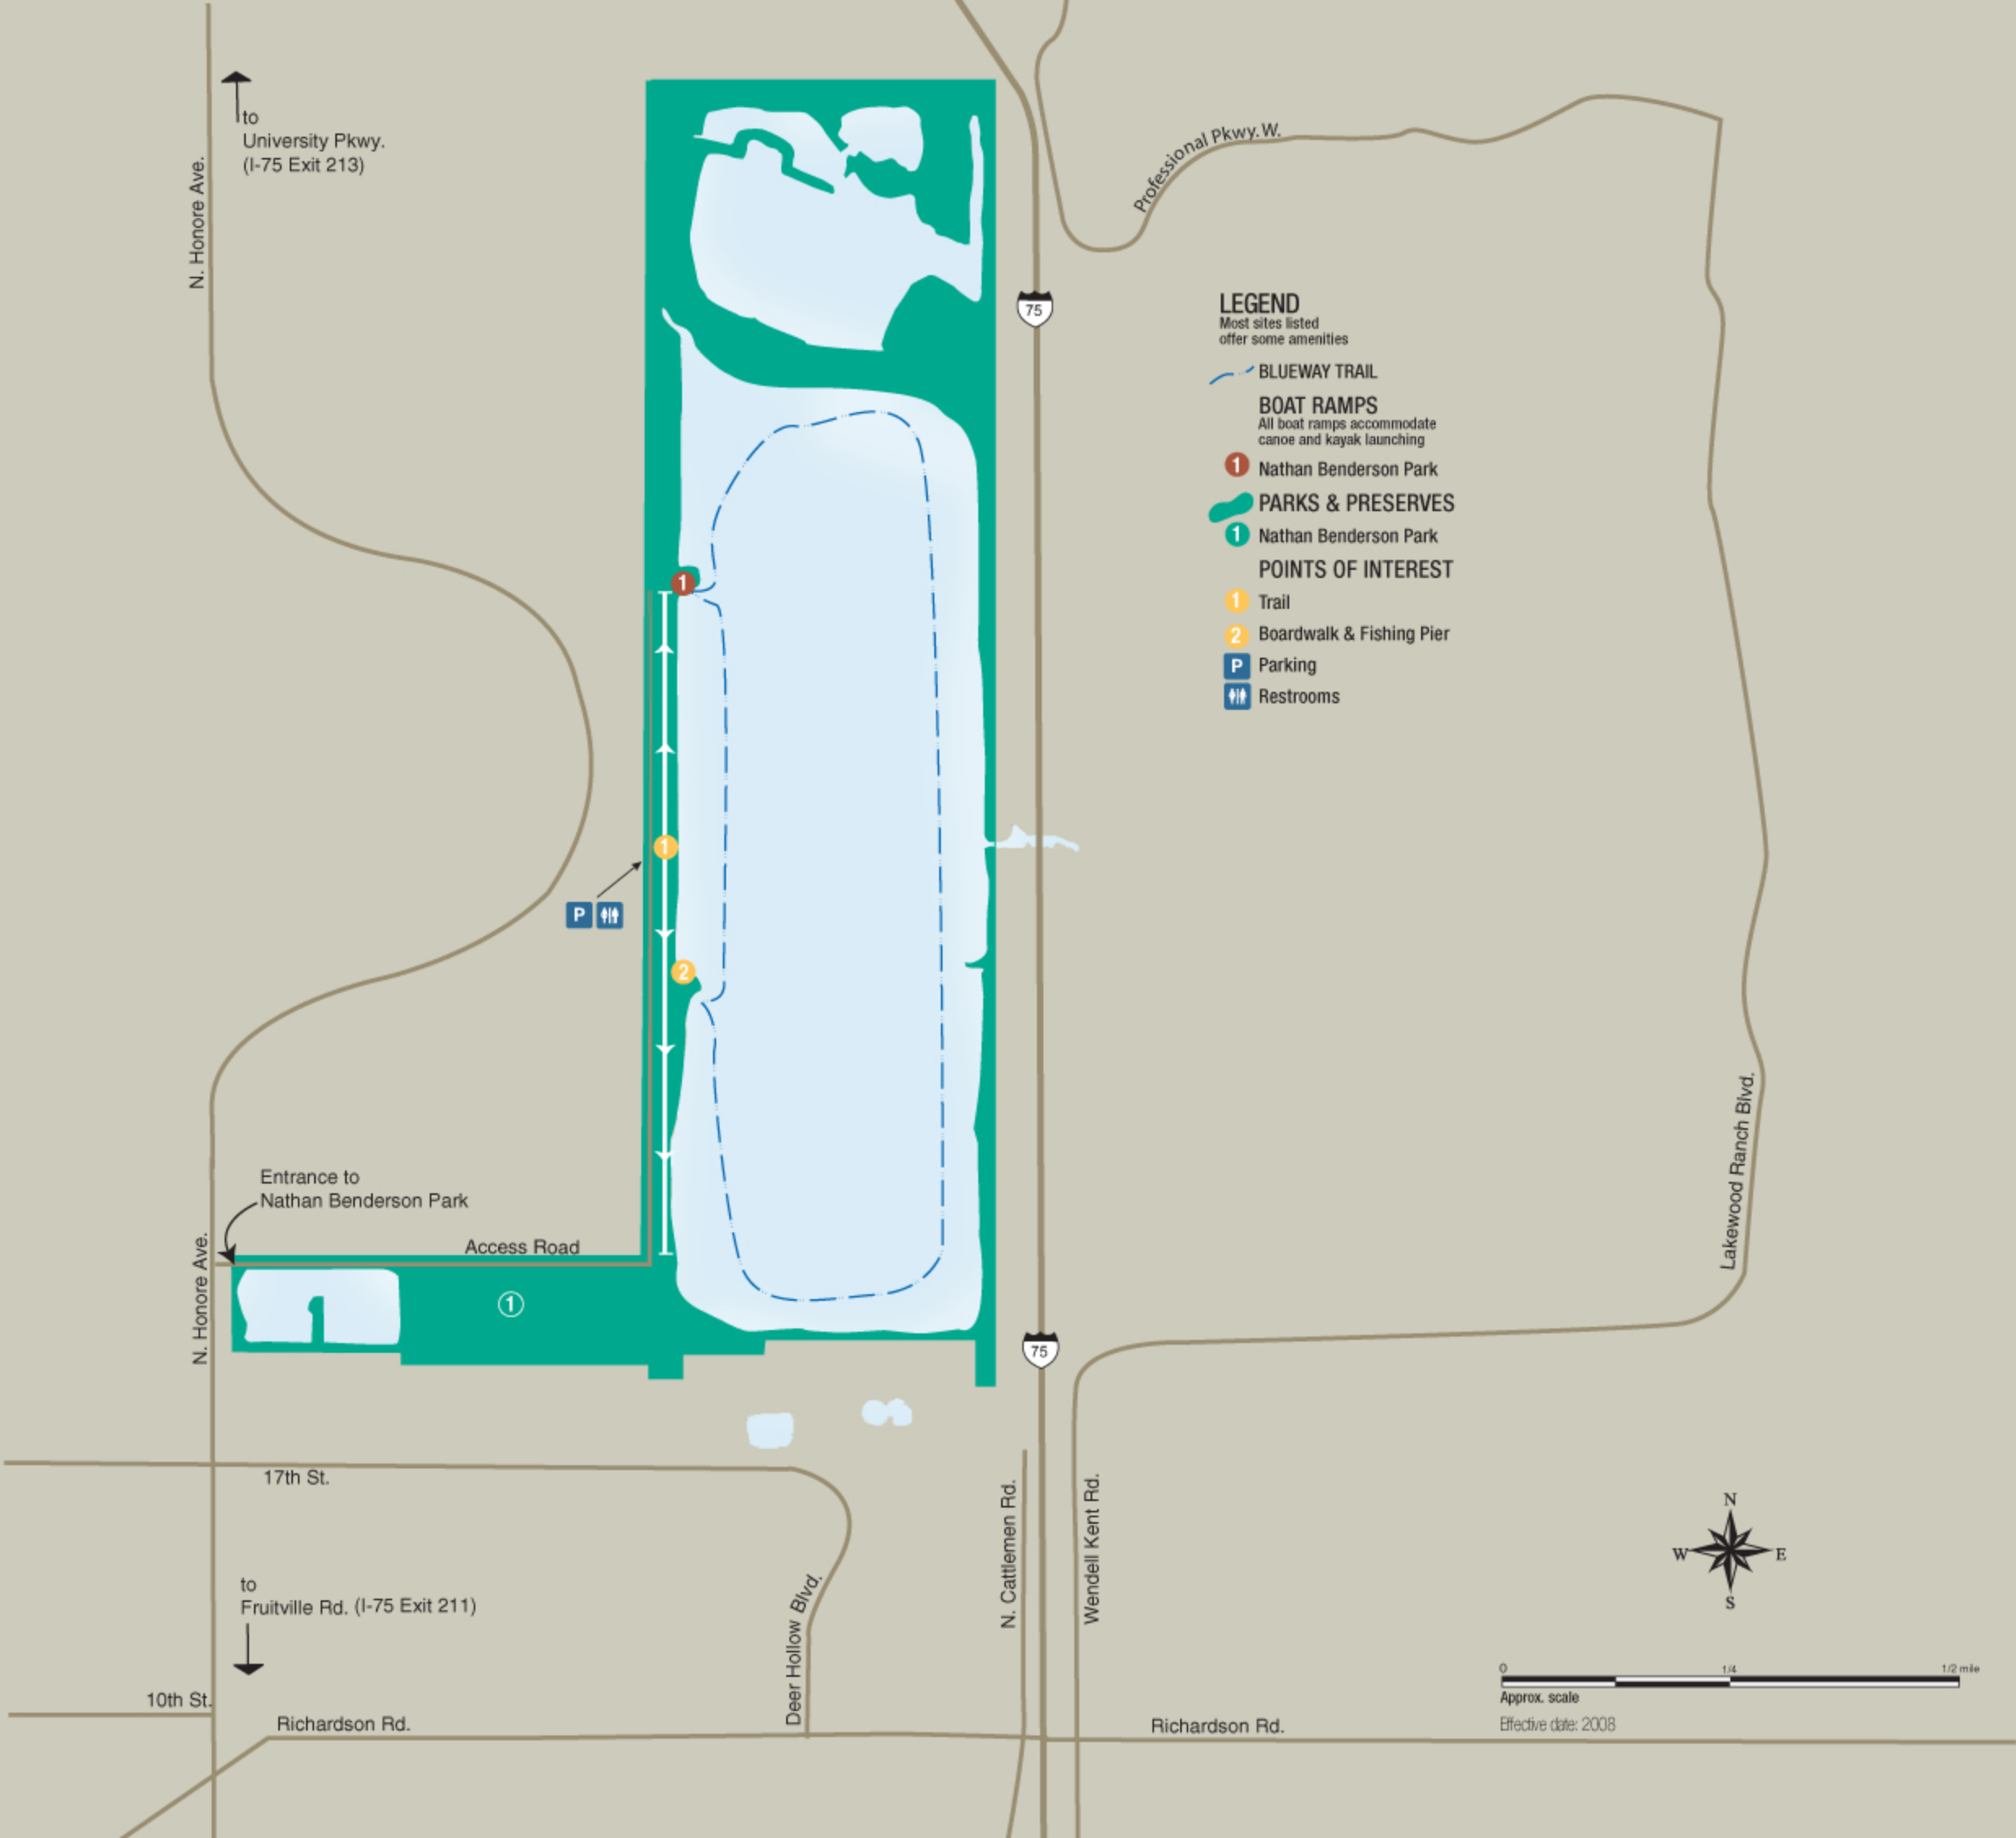 to
University Pkwy.
(I-75 Exit 213)
N. Honore Ave.
Professional Pkwy. W.
75
LEGEND
Most sites listed
offer some amenities
BLUEWAY TRAIL
BOAT RAMPS
All boat ramps accommodate
canoe and kayak launching
1 Nathan Benderson Park
PARKS & PRESERVES
1 Nathan Benderson Park
POINTS OF INTEREST
1 Trail
2 Boardwalk & Fishing Pier
P Parking
Restrooms
1
1
P
2
Lakewood Ranch Blvd.
Entrance to
Nathan Benderson Park
Access Road
N. Honore Ave.
1
75
17th St.
N. Cattlemen Rd.
Wendell Kent Rd.
Deer Hollow Blvd.
N
W E
S
to
Fruitville Rd. (I-75 Exit 211)
0 1/4 1/2 mile
Approx. scale
Effective date: 2008
10th St.
Richardson Rd.
Richardson Rd.